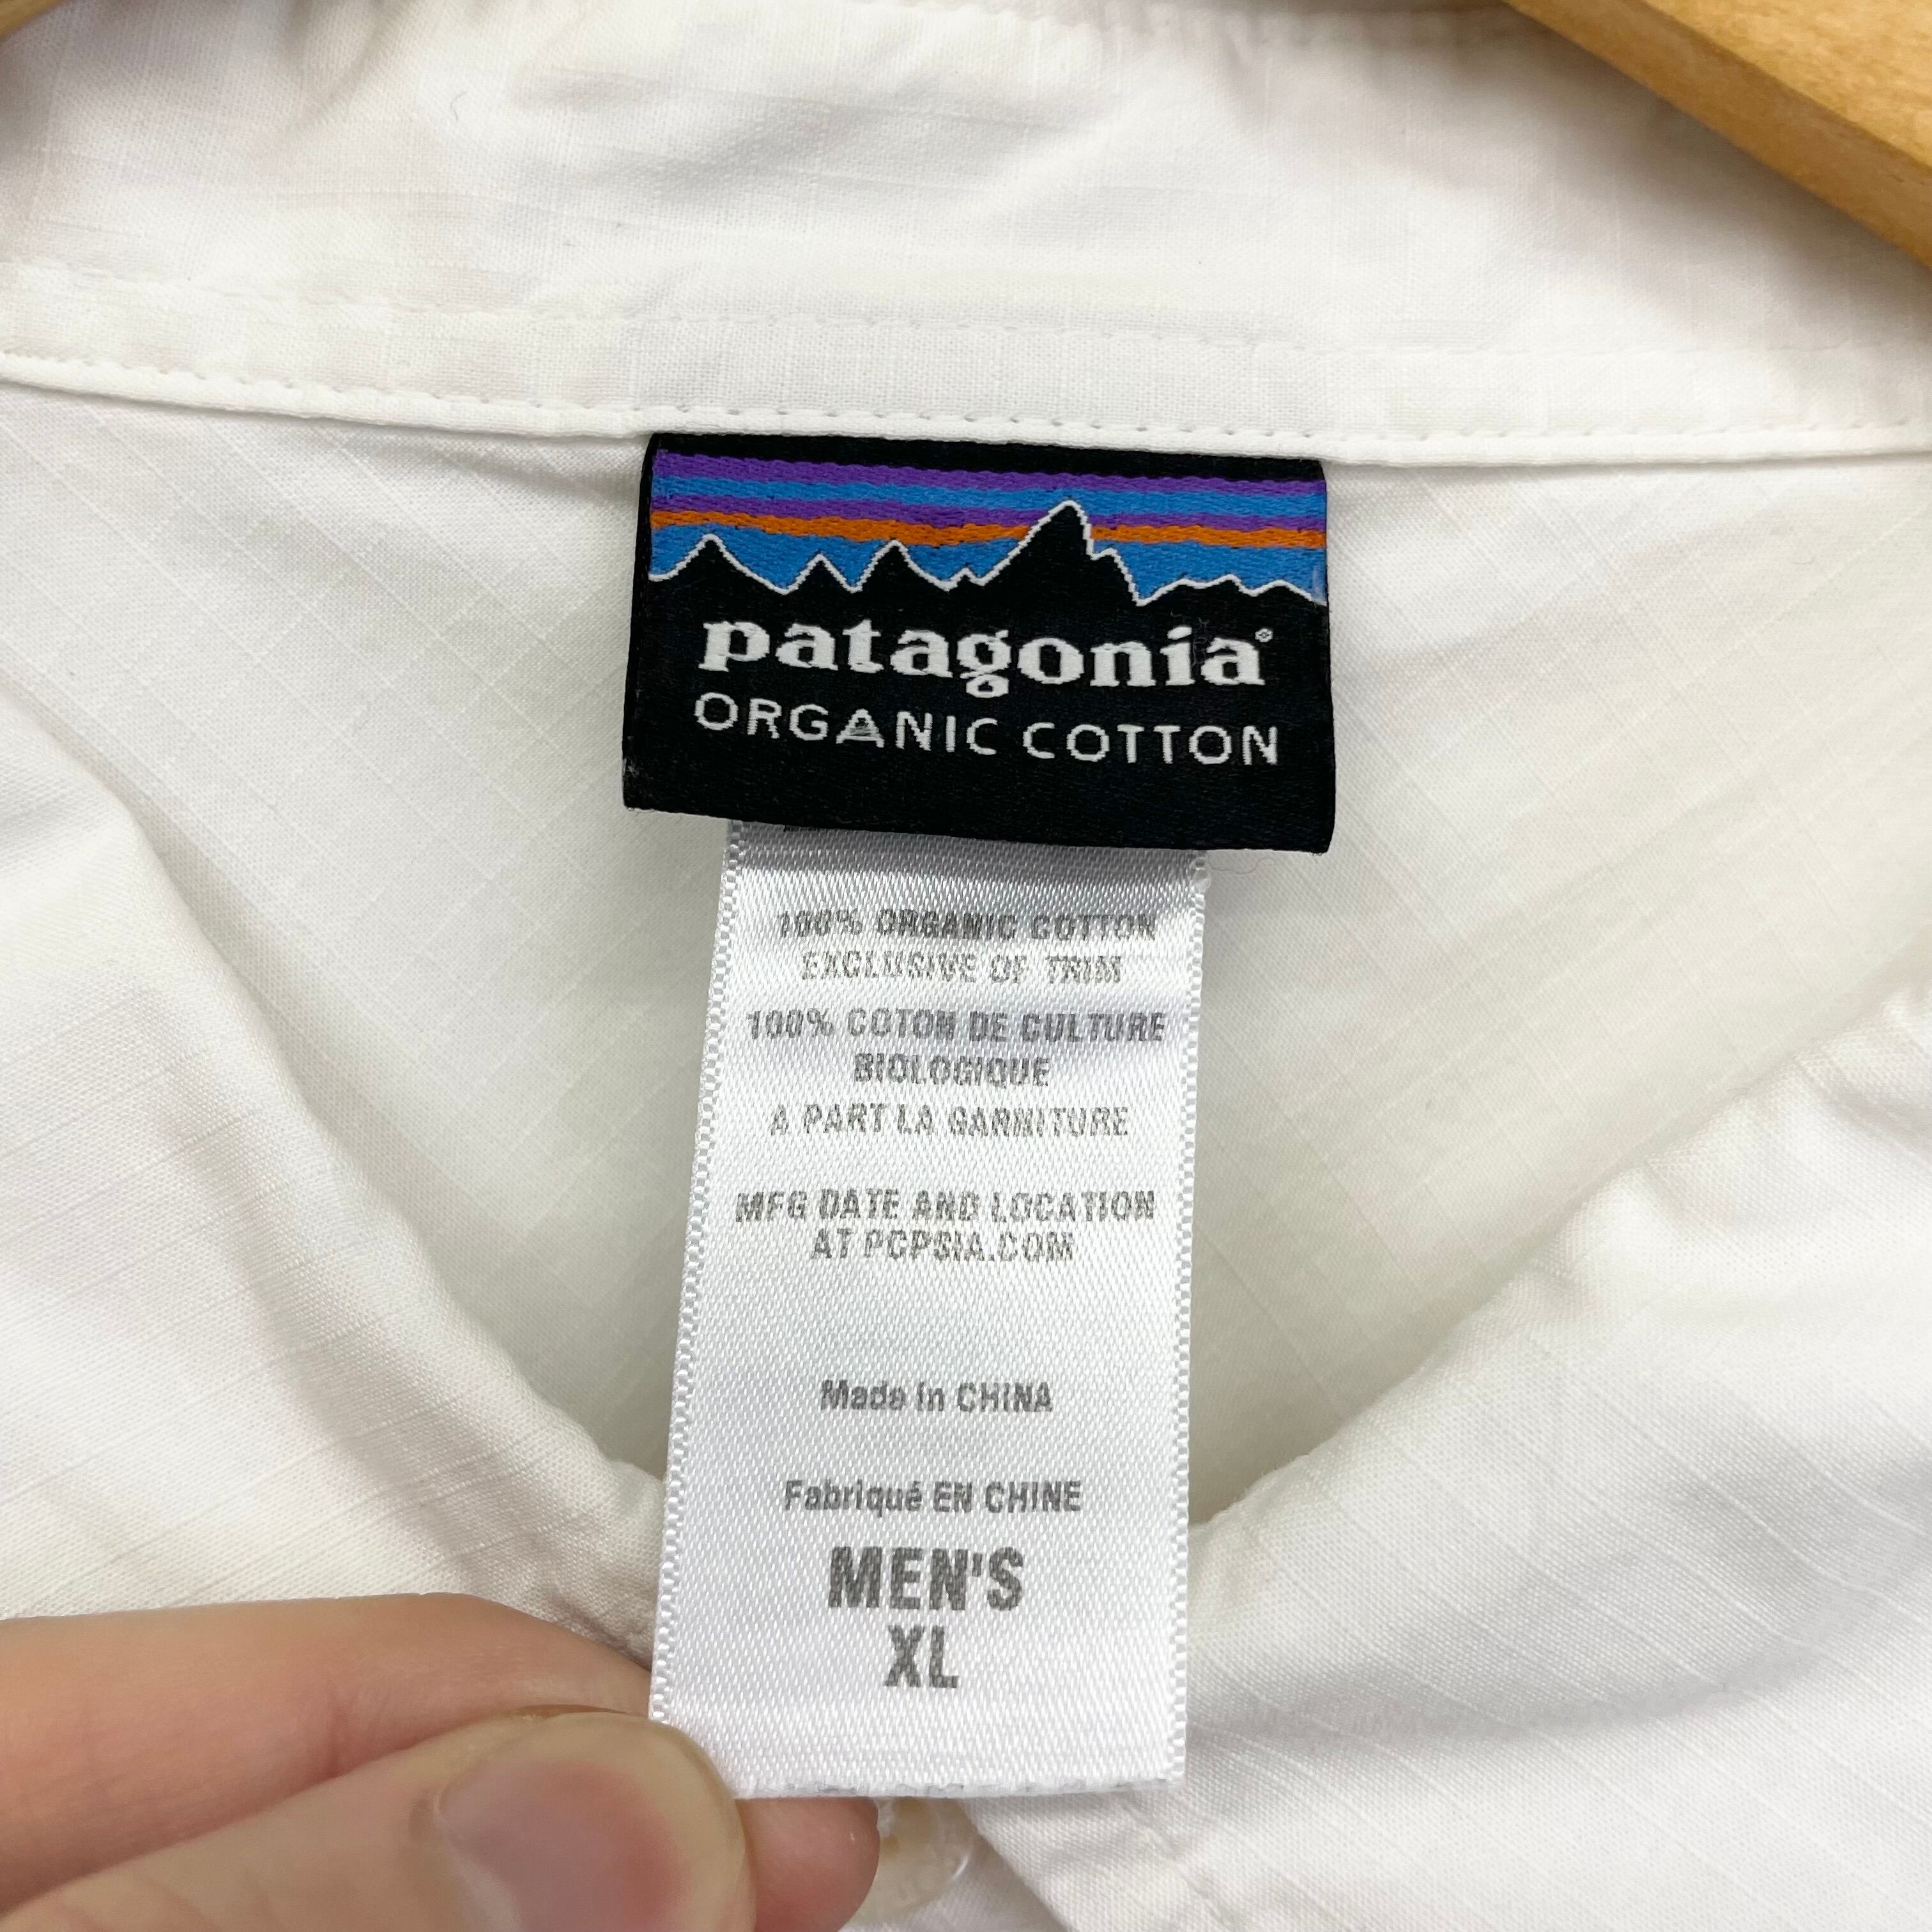 patagonia®
ORGANIC COTTON
100% ORGANIC COTTON
EXCLUSIVE OF TRIM
100% COTON DE CULTURE
BIOLOGIQUE
A PART LA GARNITURE
MFG DATE AND LOCATION
AT PCPSIA.COM
Made in CHINA
Fabriqué EN CHINE
MEN'S
XL